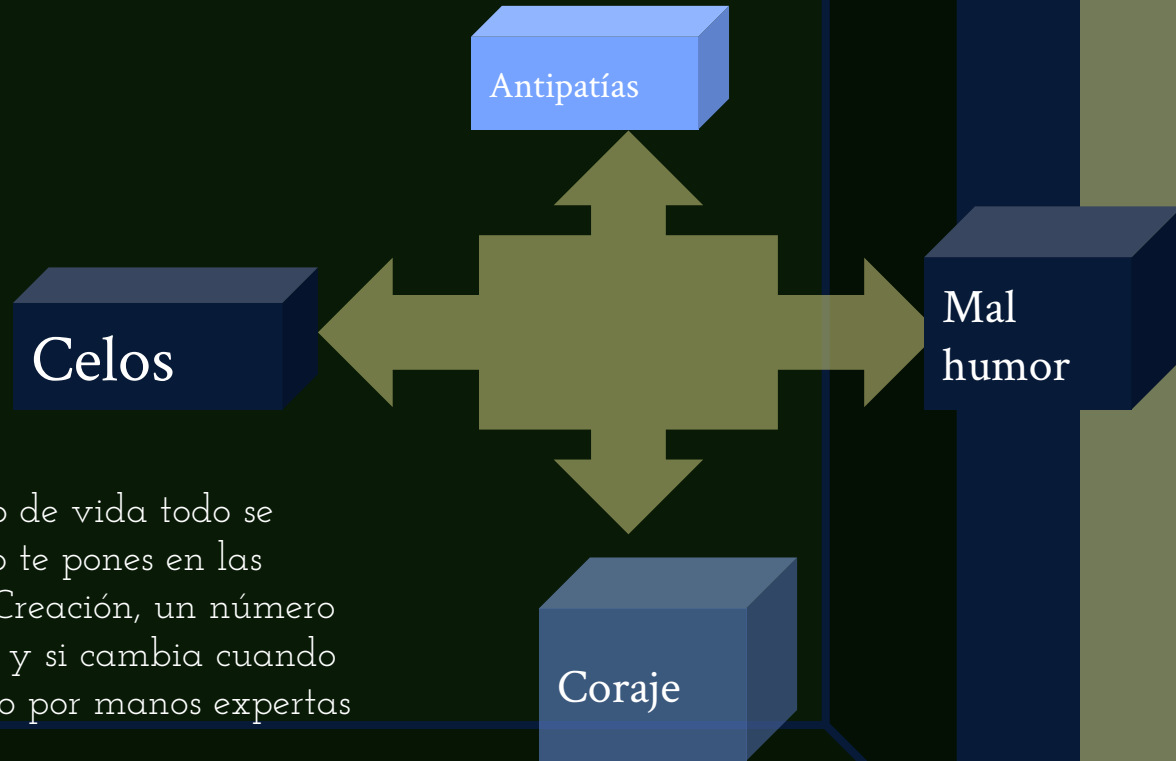 Antipatías
Celos
Mal
humor
de vida todo se
te pones en las
Creación, un número
y si cambia cuando
por manos expertas
Coraje